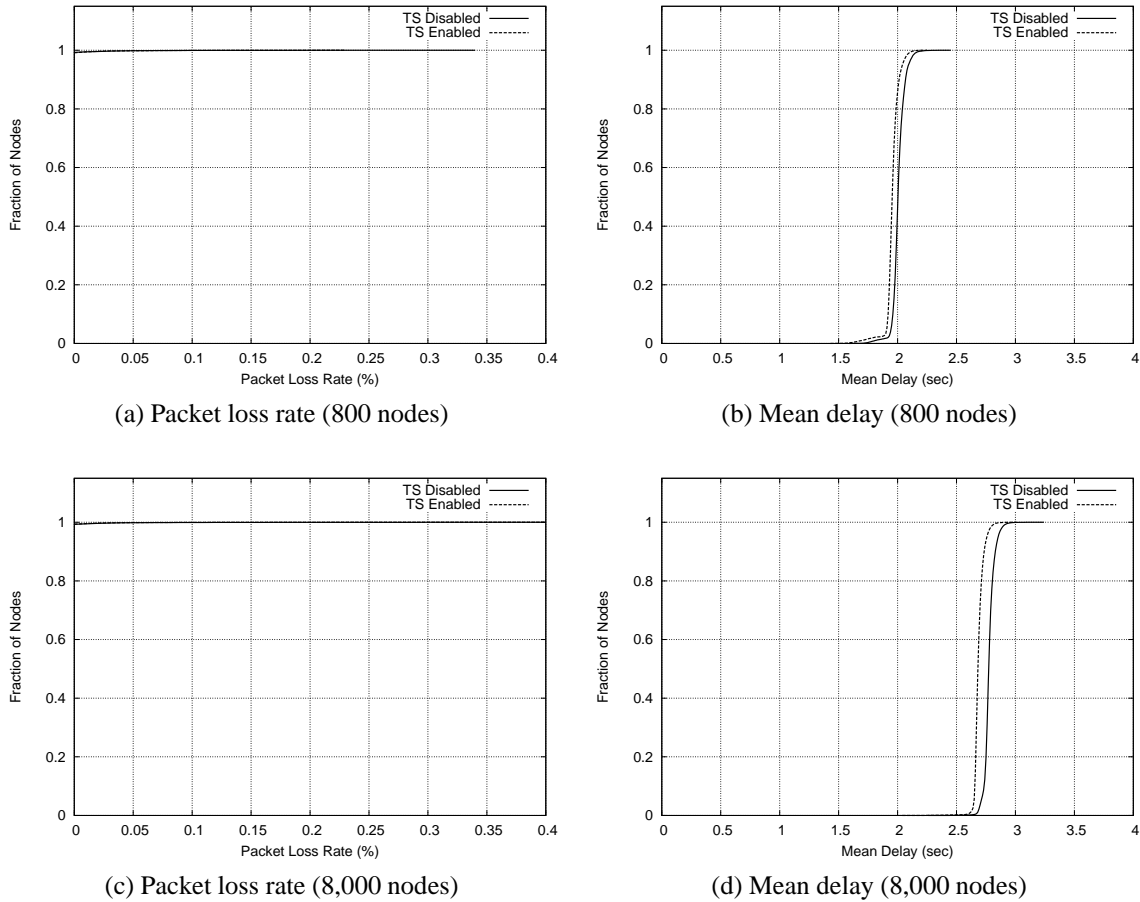 TS Disabled
TS Enabled
1
0.8
0.6
0.4
0.2
0
Fraction of Nodes
0 0.05 0.1 0.15 0.2 0.25 0.3 0.35 0.4
Packet Loss Rate (%)
(a) Packet loss rate (800 nodes)
TS Disabled
TS Enabled
1
0.8
0.6
0.4
0.2
0
Fraction of Nodes
0 0.5 1 1.5 2 2.5 3 3.5 4
Mean Delay (sec)
(b) Mean delay (800 nodes)
TS Disabled
TS Enabled
1
0.8
0.6
0.4
0.2
0
Fraction of Nodes
0 0.05 0.1 0.15 0.2 0.25 0.3 0.35 0.4
Packet Loss Rate (%)
(c) Packet loss rate (8,000 nodes)
TS Disabled
TS Enabled
1
0.8
0.6
0.4
0.2
0
Fraction of Nodes
0 0.5 1 1.5 2 2.5 3 3.5 4
Mean Delay (sec)
(d) Mean delay (8,000 nodes)